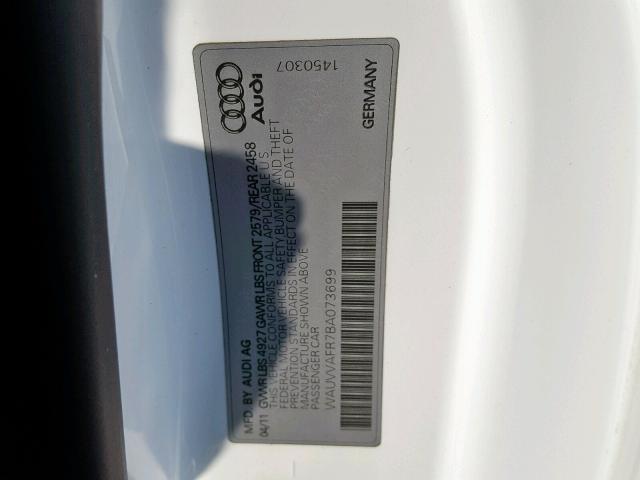 MFD. BY AUDI AG
04/11 GVWR LBS 4927 GAWR LBS FRONT 2579/REAR 2458
THIS VEHICLE CONFORMS TO ALL APPLICABLE U S
FEDERAL MOTOR VEHICLE SAFETY BUMPER AND THEFT
PREVENTION STANDARDS IN EFFECT ON THE DATE OF
MANUFACTURE SHOWN ABOVE
PASSENGER CAR
WAUVVAFR7BA073699
Audi
1450307
GERMANY